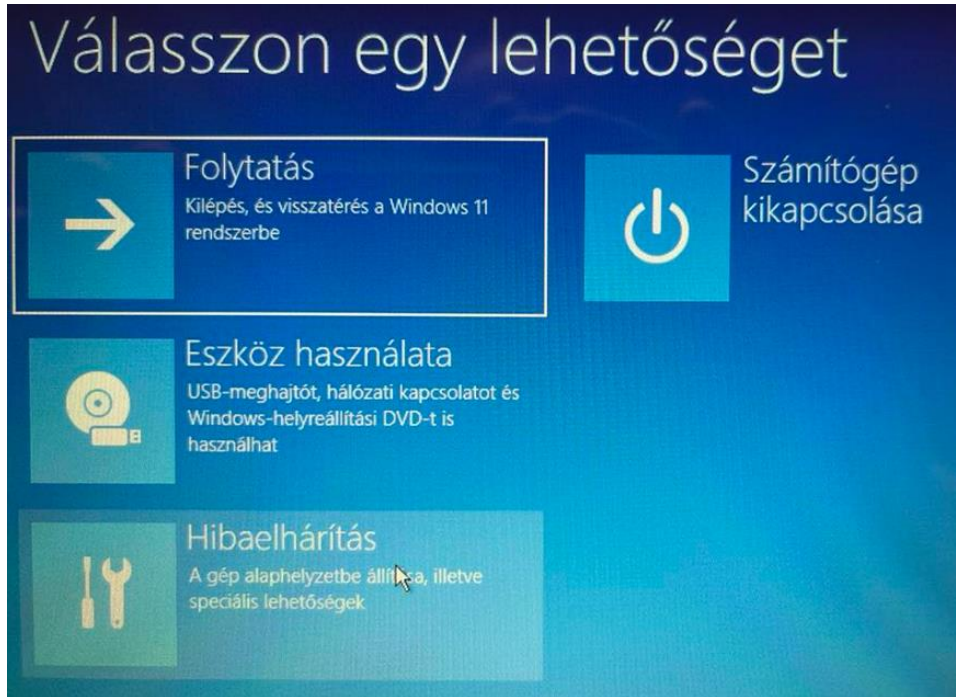 Válasszon egy lehetőséget
Folytatás
Kilépés, és visszatérés a Windows 11
rendszerbe
Számítógép
kikapcsolása
Eszköz használata
USB-meghajtót, hálózati kapcsolatot és
Windows-helyreállítási DVD-t is
használhat
Hibaelhárítás
A gép alaphelyzetbe állítása, illetve
speciális lehetőségek